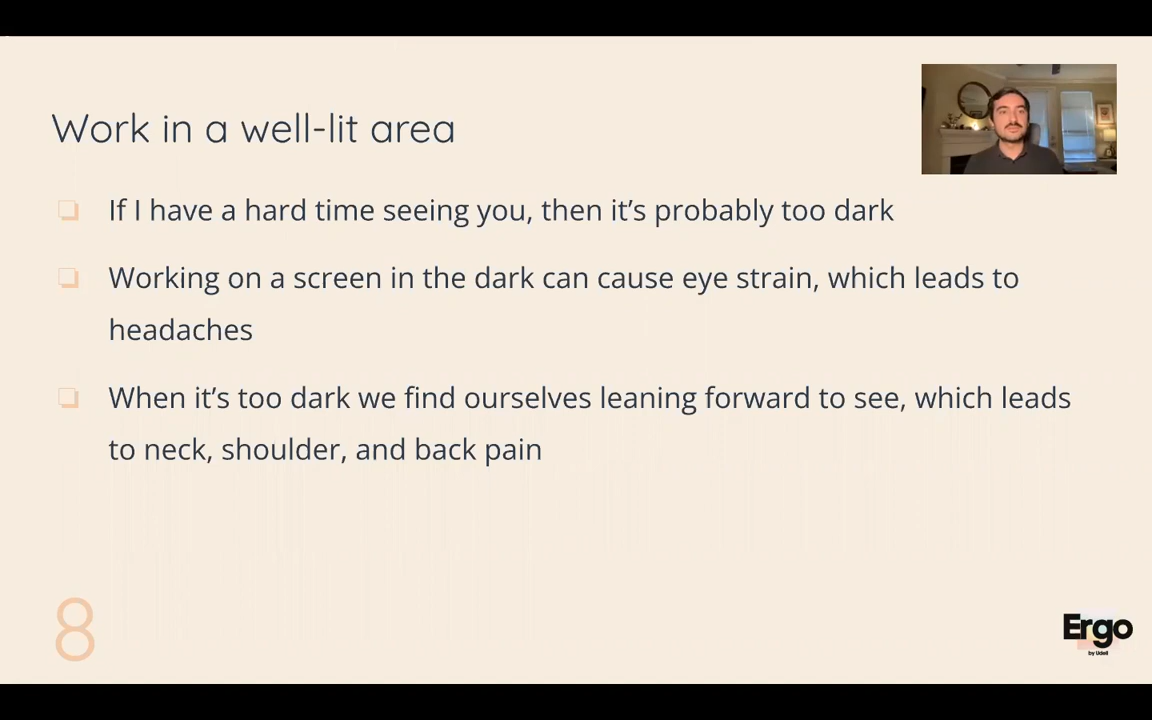 Work in a well-lit area
If I have a hard time seeing you, then it’s probably too dark
Working on a screen in the dark can cause eye strain, which leads to
headaches
When it’s too dark we find ourselves leaning forward to see, which leads
to neck, shoulder, and back pain
8
Ergo
by Udell